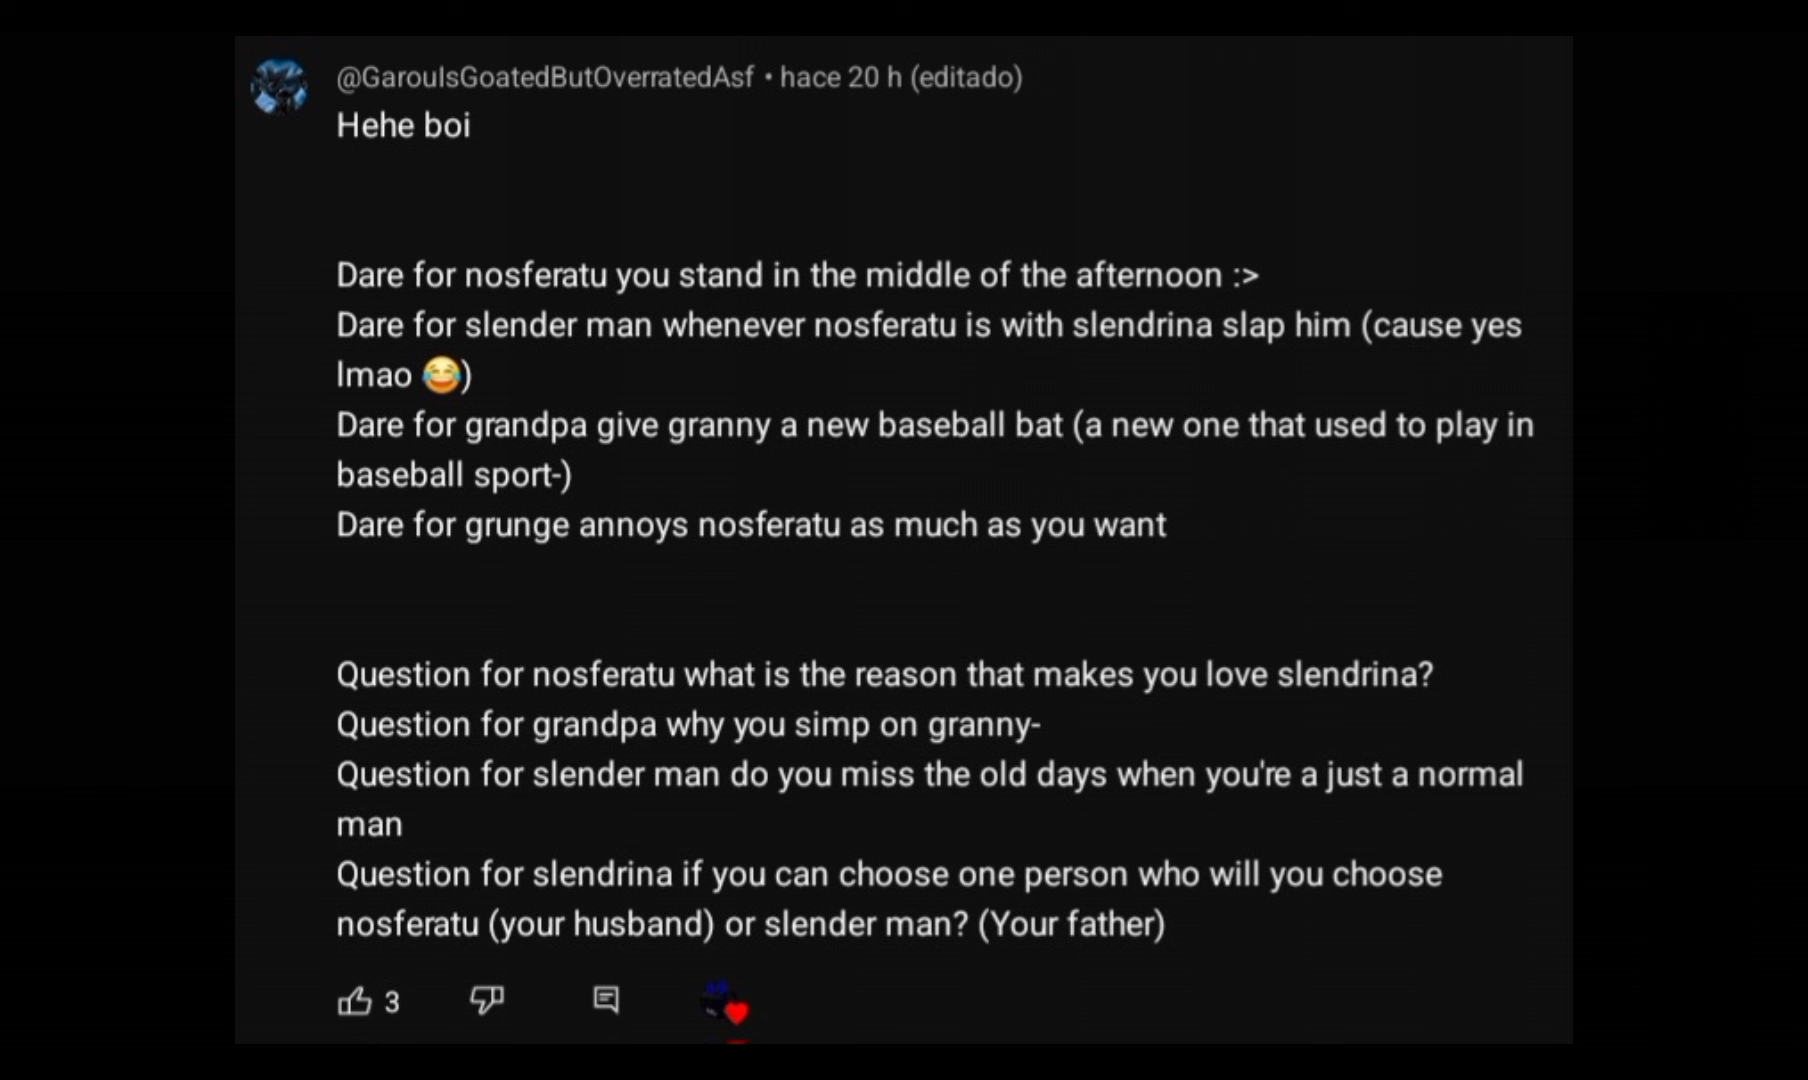 @GarouIsGoatedButOverratedAsf • hace 20 h (editado)
Hehe boi
Dare for nosferatu you stand in the middle of the afternoon :>
Dare for slender man whenever nosferatu is with slendrina slap him (cause yes
lmao 😂)
Dare for grandpa give granny a new baseball bat (a new one that used to play in
baseball sport-)
Dare for grunge annoys nosferatu as much as you want
Question for nosferatu what is the reason that makes you love slendrina?
Question for grandpa why you simp on granny-
Question for slender man do you miss the old days when you're a just a normal
man
Question for slendrina if you can choose one person who will you choose
nosferatu (your husband) or slender man? (Your father)
3